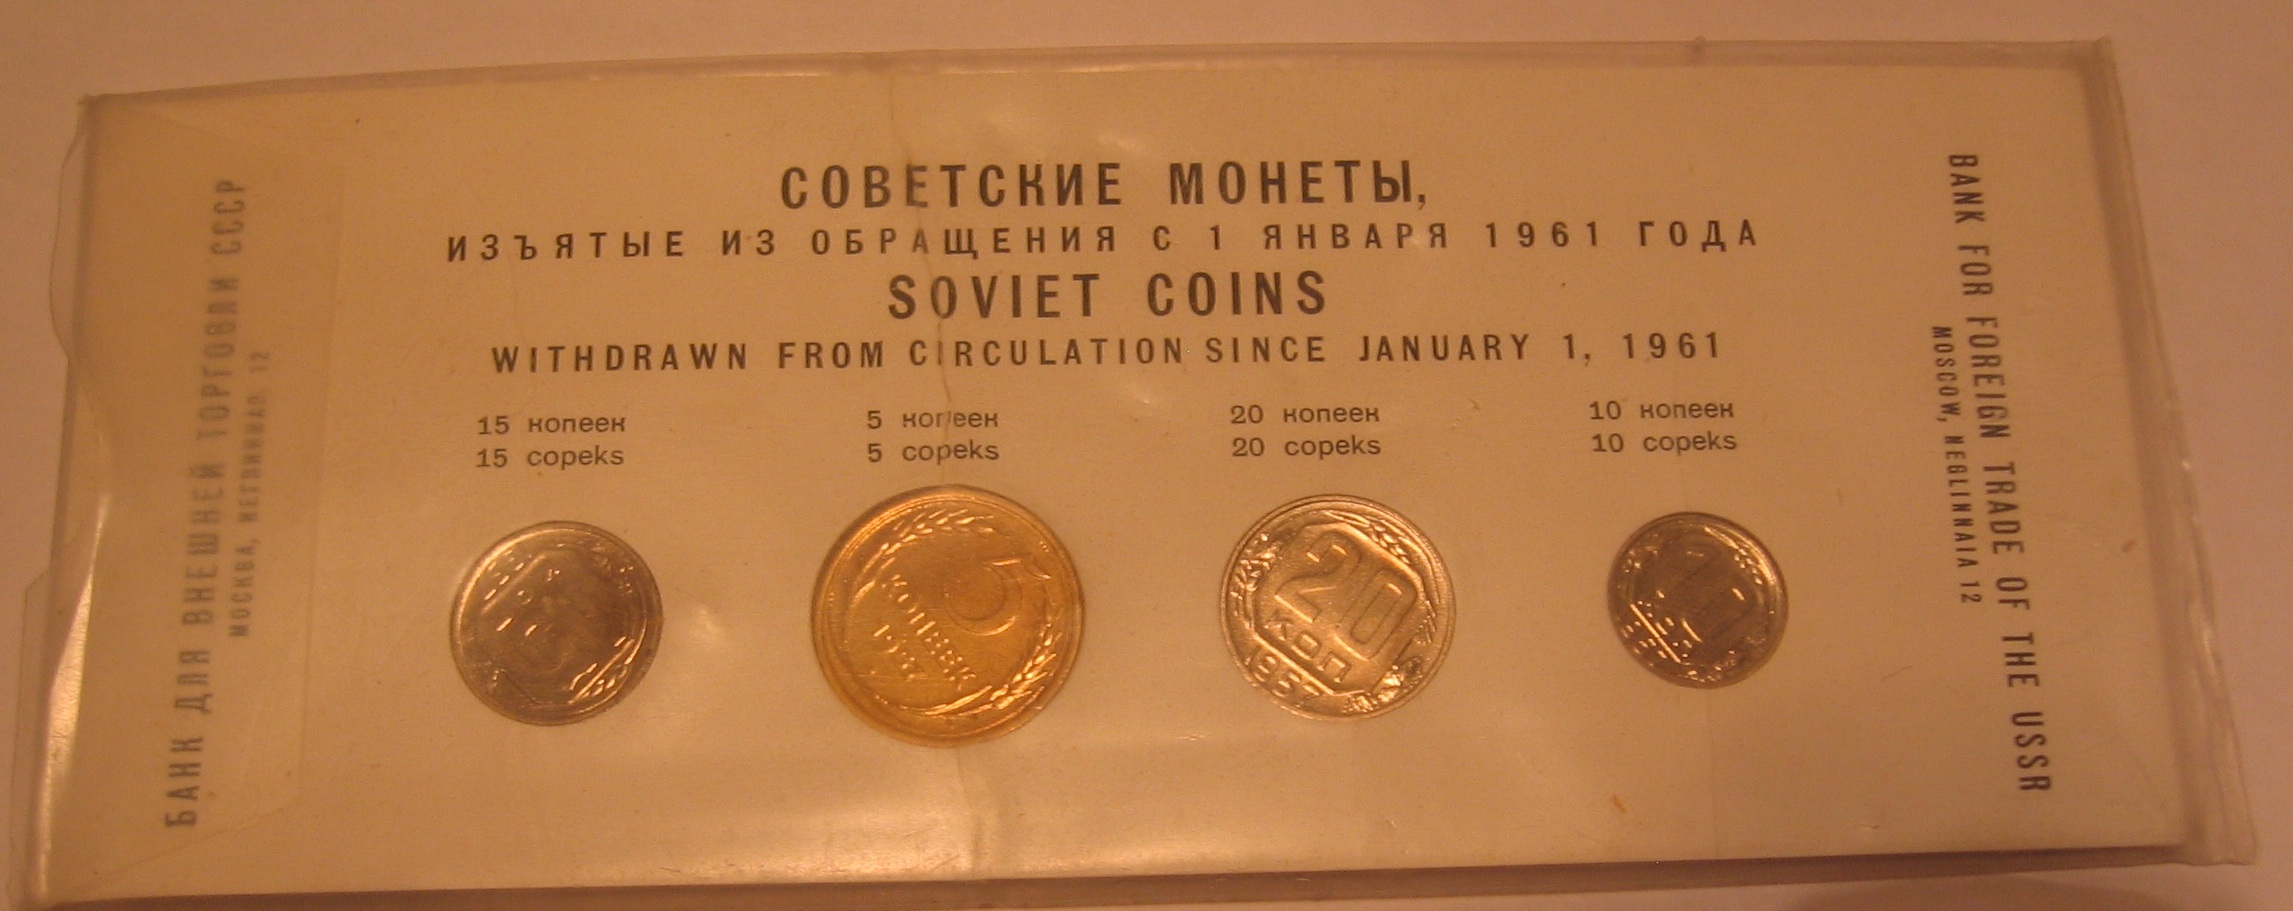 БАНК ДЛЯ ВНЕШНЕЙ ТОРГОВЛИ СССР
МОСКВА, НЕГЛИННАЯ, 12
СОВЕТСКИЕ МОНЕТЫ,
ИЗЪЯТЫЕ ИЗ ОБРАЩЕНИЯ С 1 ЯНВАРЯ 1961 ГОДА
SOVIET COINS
WITHDRAWN FROM CIRCULATION SINCE JANUARY 1, 1961
15 копеек
15 copeks
5 копеек
5 copeks
20 копеек
20 copeks
10 копеек
10 copeks
5
КОПЕЕК
20
КОП
1957
10
BANK FOR FOREIGN TRADE OF THE USSR
MOSCOW, NEGLINNAIA 12